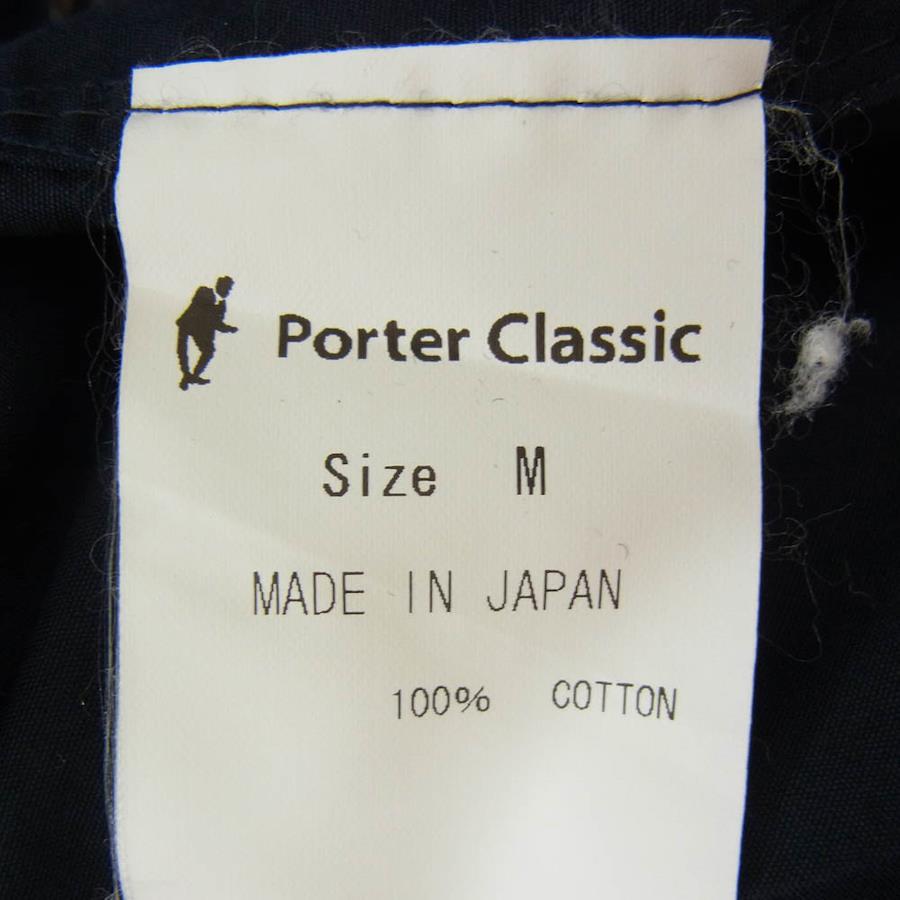 Porter Classic
Size M
MADE IN JAPAN
100% COTTON